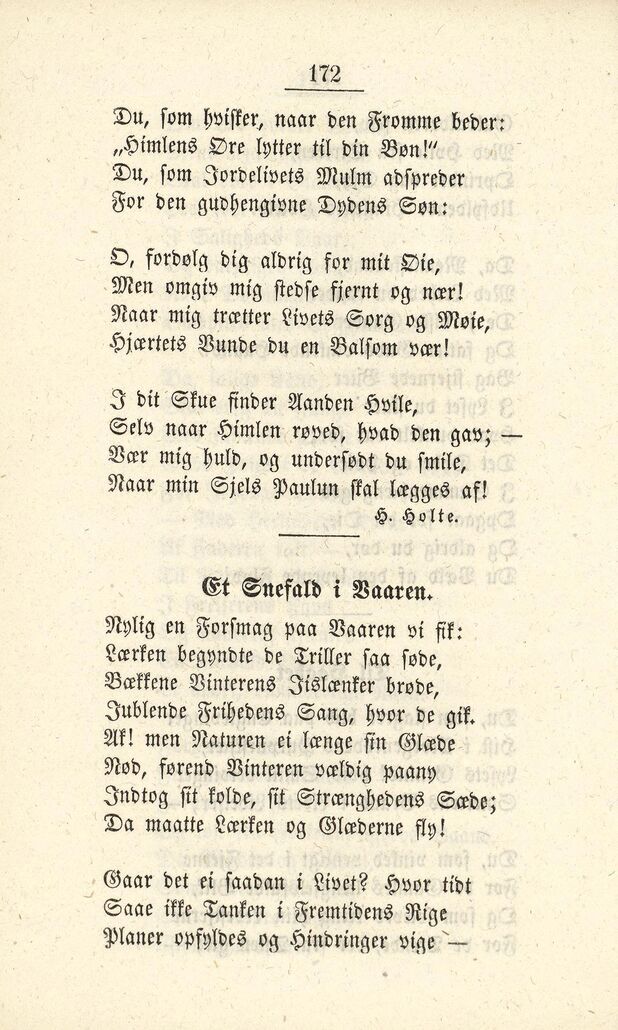 172
Du, som hvisker, naar den Fromme beder:
„Himlens Øre lytter til din Bøn!“
Du, som Jordelivets Mulm adspreder
For den gudhengivne Dydens Søn:
O, fordølg dig aldrig for mit Øie,
Men omgiv mig stedse fjernt og nær!
Naar mig trætter Livets Sorg og Møie,
Hjærtets Vunde du en Balsom vær!
I dit Skue finder Aanden Hvile,
Selv naar Himlen røved, hvad den gav; —
Vær mig huld, og undersødt du smile,
Naar min Sjels Paulun skal lægges af!
H. Holte.
Et Snefald i Vaaren.
Nylig en Forsmag paa Vaaren vi fik:
Lærken begyndte de Triller saa søde,
Bækkene Vinterens Jislænker brøde,
Jublende Frihedens Sang, hvor de gik.
Ak! men Naturen ei længe sin Glæde
Nød, førend Vinteren vældig paany
Indtog sit kolde, sit Strænghedens Sæde;
Da maatte Lærken og Glæderne fly!
Gaar det ei saadan i Livet? Hvor tidt
Saae ikke Tanken i Fremtidens Rige
Planer opfyldes og Hindringer vige —